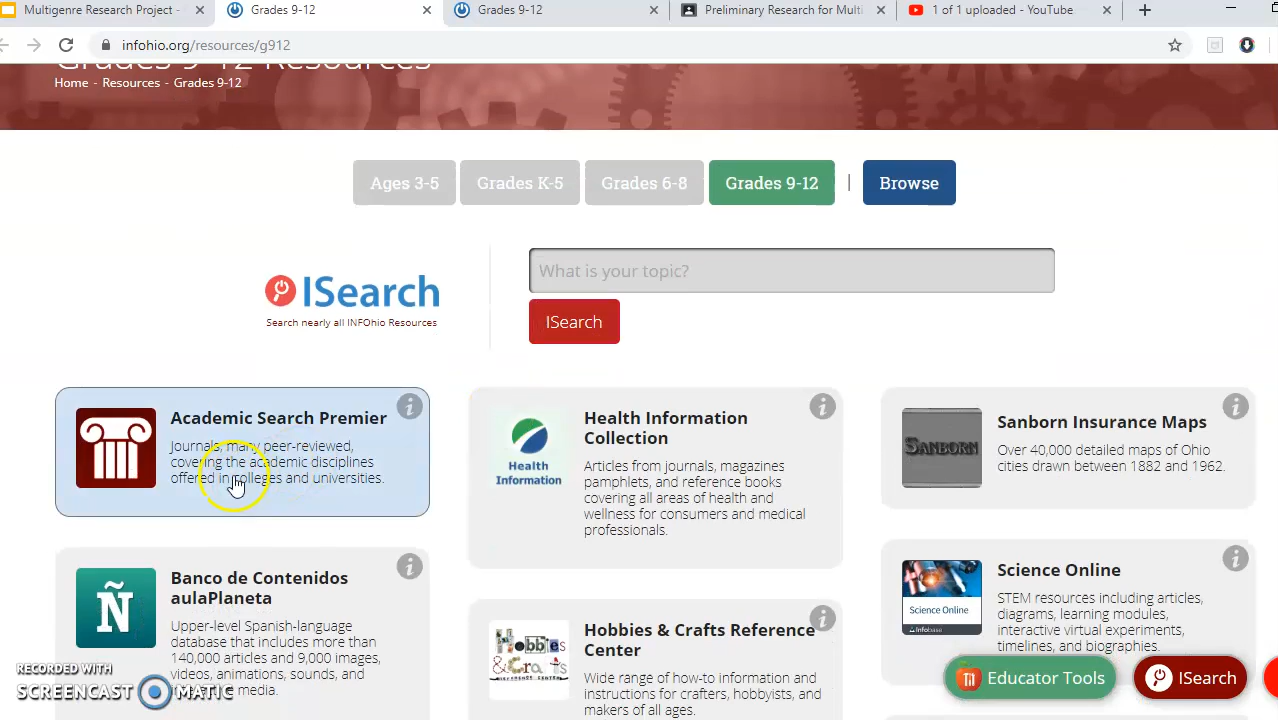 Multigenre Research Project -
Grades 9-12
Grades 9-12
Preliminary Research for Multi
1 of 1 uploaded - YouTube
infohio.org/resources/g912
Grades 9-12 Resources
Home - Resources - Grades 9-12
Ages 3-5
Grades K-5
Grades 6-8
Grades 9-12
|
Browse
ISearch
Search nearly all INFOhio Resources
What is your topic?
ISearch
Academic Search Premier
Journals, many peer-reviewed,
covering the academic disciplines
offered in colleges and universities.
Banco de Contenidos
aulaPlaneta
Upper-level Spanish-language
database that includes more than
140,000 articles and 9,000 images,
videos, animations, sounds, and
media.
Health Information
Health Information
Collection
Articles from journals, magazines
pamphlets, and reference books
covering all areas of health and
wellness for consumers and medical
professionals.
Hobbies & Crafts
REFERENCE CENTER
Hobbies & Crafts Reference
Center
Wide range of how-to information and
instructions for crafters, hobbyists, and
makers of all ages.
SANBORN
Sanborn Insurance Maps
Over 40,000 detailed maps of Ohio
cities drawn between 1882 and 1962.
Science Online
Infobase
Science Online
STEM resources including articles,
diagrams, learning modules,
interactive virtual experiments,
timelines, and biographies.
Educator Tools
ISearch
RECORDED WITH
SCREENCAST MATIC